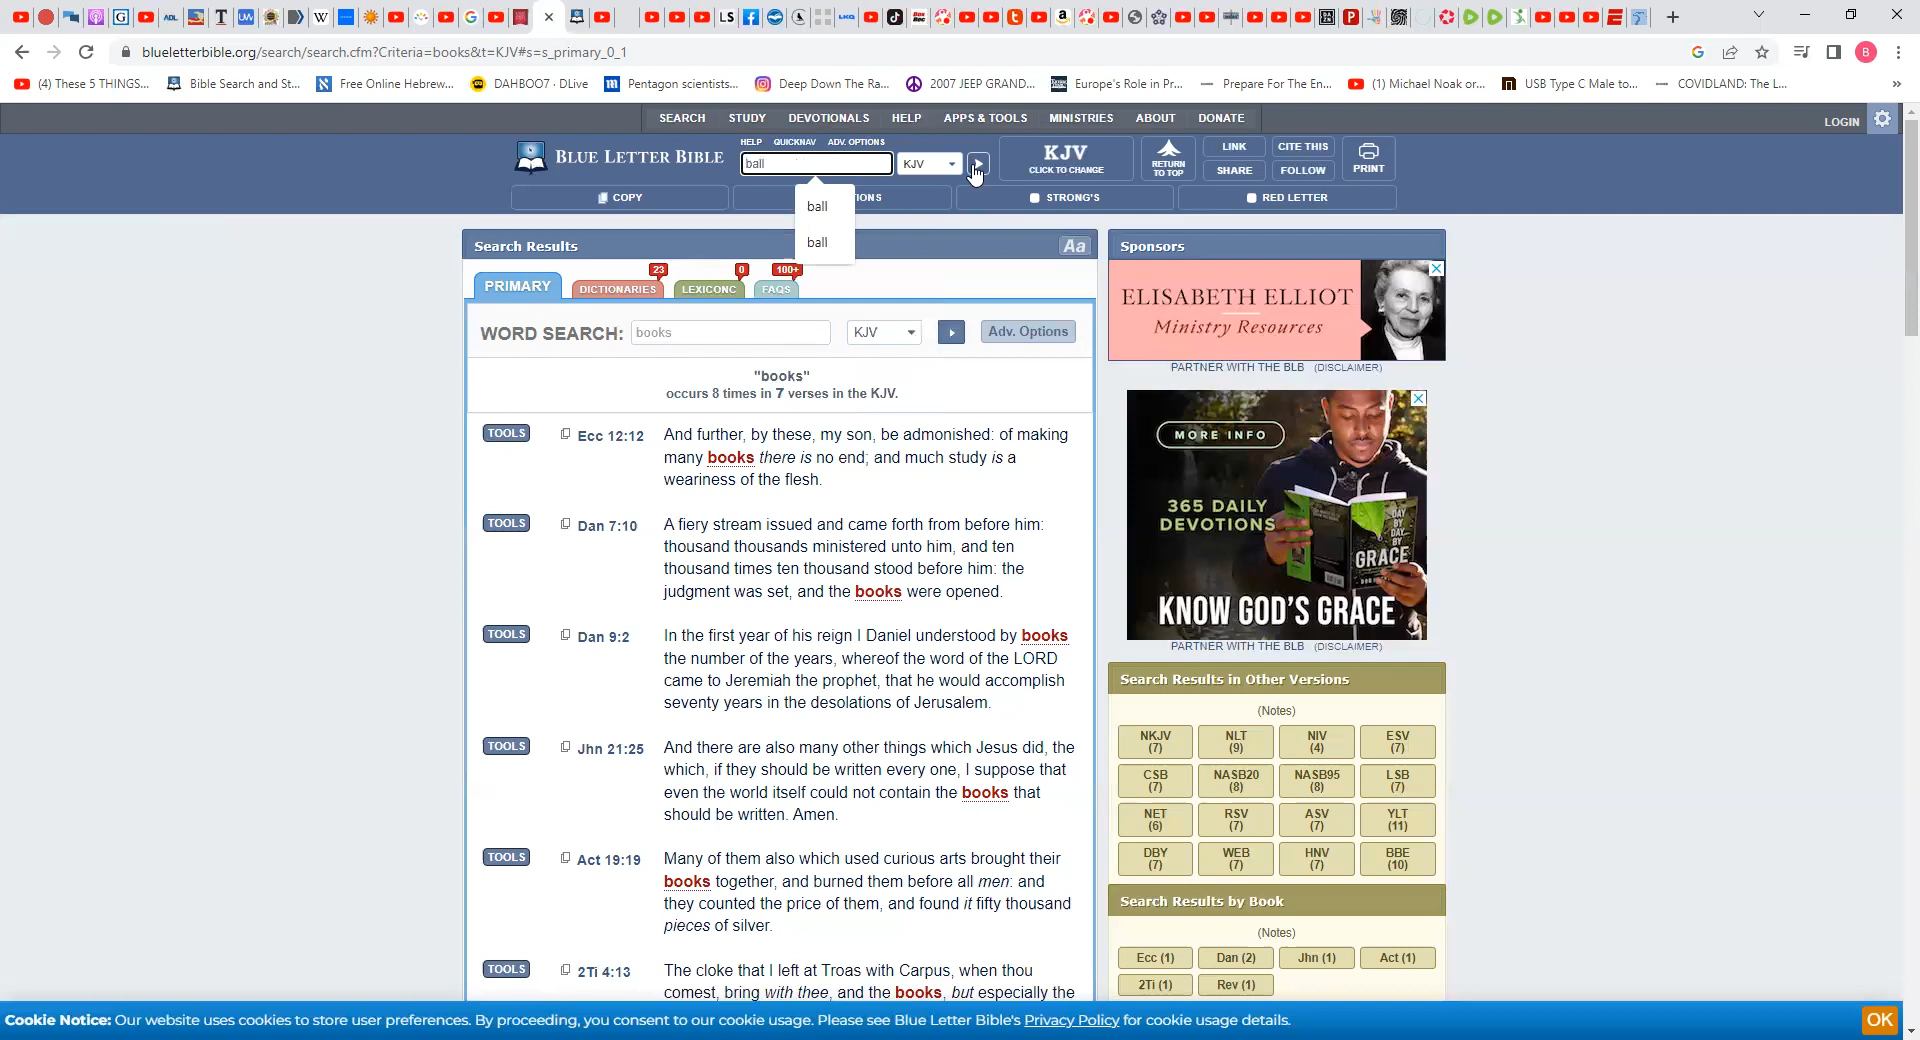 blueletterbible.org/search/search.cfm?Criteria=books&t=KJV#s=s_primary_0_1
(4) These 5 THINGS...
Bible Search and St...
Free Online Hebrew...
DAHBOO7 · DLive
Pentagon scientists...
Deep Down The Ra...
2007 JEEP GRAND...
Europe's Role in Pr...
Prepare For The En...
(1) Michael Noak or...
USB Type C Male to...
COVIDLAND: The L...
»
SEARCH STUDY DEVOTIONALS HELP APPS & TOOLS MINISTRIES ABOUT DONATE
LOGIN
BLUE LETTER BIBLE
HELP QUICKNAV ADV. OPTIONS
ball KJV
KJV
CLICK TO CHANGE
RETURN
TO TOP
LINK CITE THIS
SHARE FOLLOW
PRINT
COPY IONS STRONG'S RED LETTER
ball
ball
Search Results Aa
23 0 100+
PRIMARY DICTIONARIES LEXICONC FAQS
WORD SEARCH: books KJV Adv. Options
"books"
occurs 8 times in 7 verses in the KJV.
TOOLS Ecc 12:12 And further, by these, my son, be admonished: of making
many books there is no end; and much study is a
weariness of the flesh.
TOOLS Dan 7:10 A fiery stream issued and came forth from before him:
thousand thousands ministered unto him, and ten
thousand times ten thousand stood before him: the
judgment was set, and the books were opened.
TOOLS Dan 9:2 In the first year of his reign I Daniel understood by books
the number of the years, whereof the word of the LORD
came to Jeremiah the prophet, that he would accomplish
seventy years in the desolations of Jerusalem.
TOOLS Jhn 21:25 And there are also many other things which Jesus did, the
which, if they should be written every one, I suppose that
even the world itself could not contain the books that
should be written. Amen.
TOOLS Act 19:19 Many of them also which used curious arts brought their
books together, and burned them before all men: and
they counted the price of them, and found it fifty thousand
pieces of silver.
TOOLS 2Ti 4:13 The cloke that I left at Troas with Carpus, when thou
comest, bring with thee, and the books, but especially the
Sponsors
ELISABETH ELLIOT
Ministry Resources
PARTNER WITH THE BLB (DISCLAIMER)
MORE INFO
365 DAILY
DEVOTIONS
DAY
BY DAY
BY
GRACE
KNOW GOD'S GRACE
PARTNER WITH THE BLB (DISCLAIMER)
Search Results in Other Versions
(Notes)
NKJV NLT NIV ESV
(7) (9) (4) (7)
CSB NASB20 NASB95 LSB
(7) (8) (8) (7)
NET RSV ASV YLT
(6) (7) (7) (11)
DBY WEB HNV BBE
(7) (7) (7) (10)
Search Results by Book
(Notes)
Ecc (1) Dan (2) Jhn (1) Act (1)
2Ti (1) Rev (1)
Cookie Notice: Our website uses cookies to store user preferences. By proceeding, you consent to our cookie usage. Please see Blue Letter Bible's Privacy Policy for cookie usage details.
OK